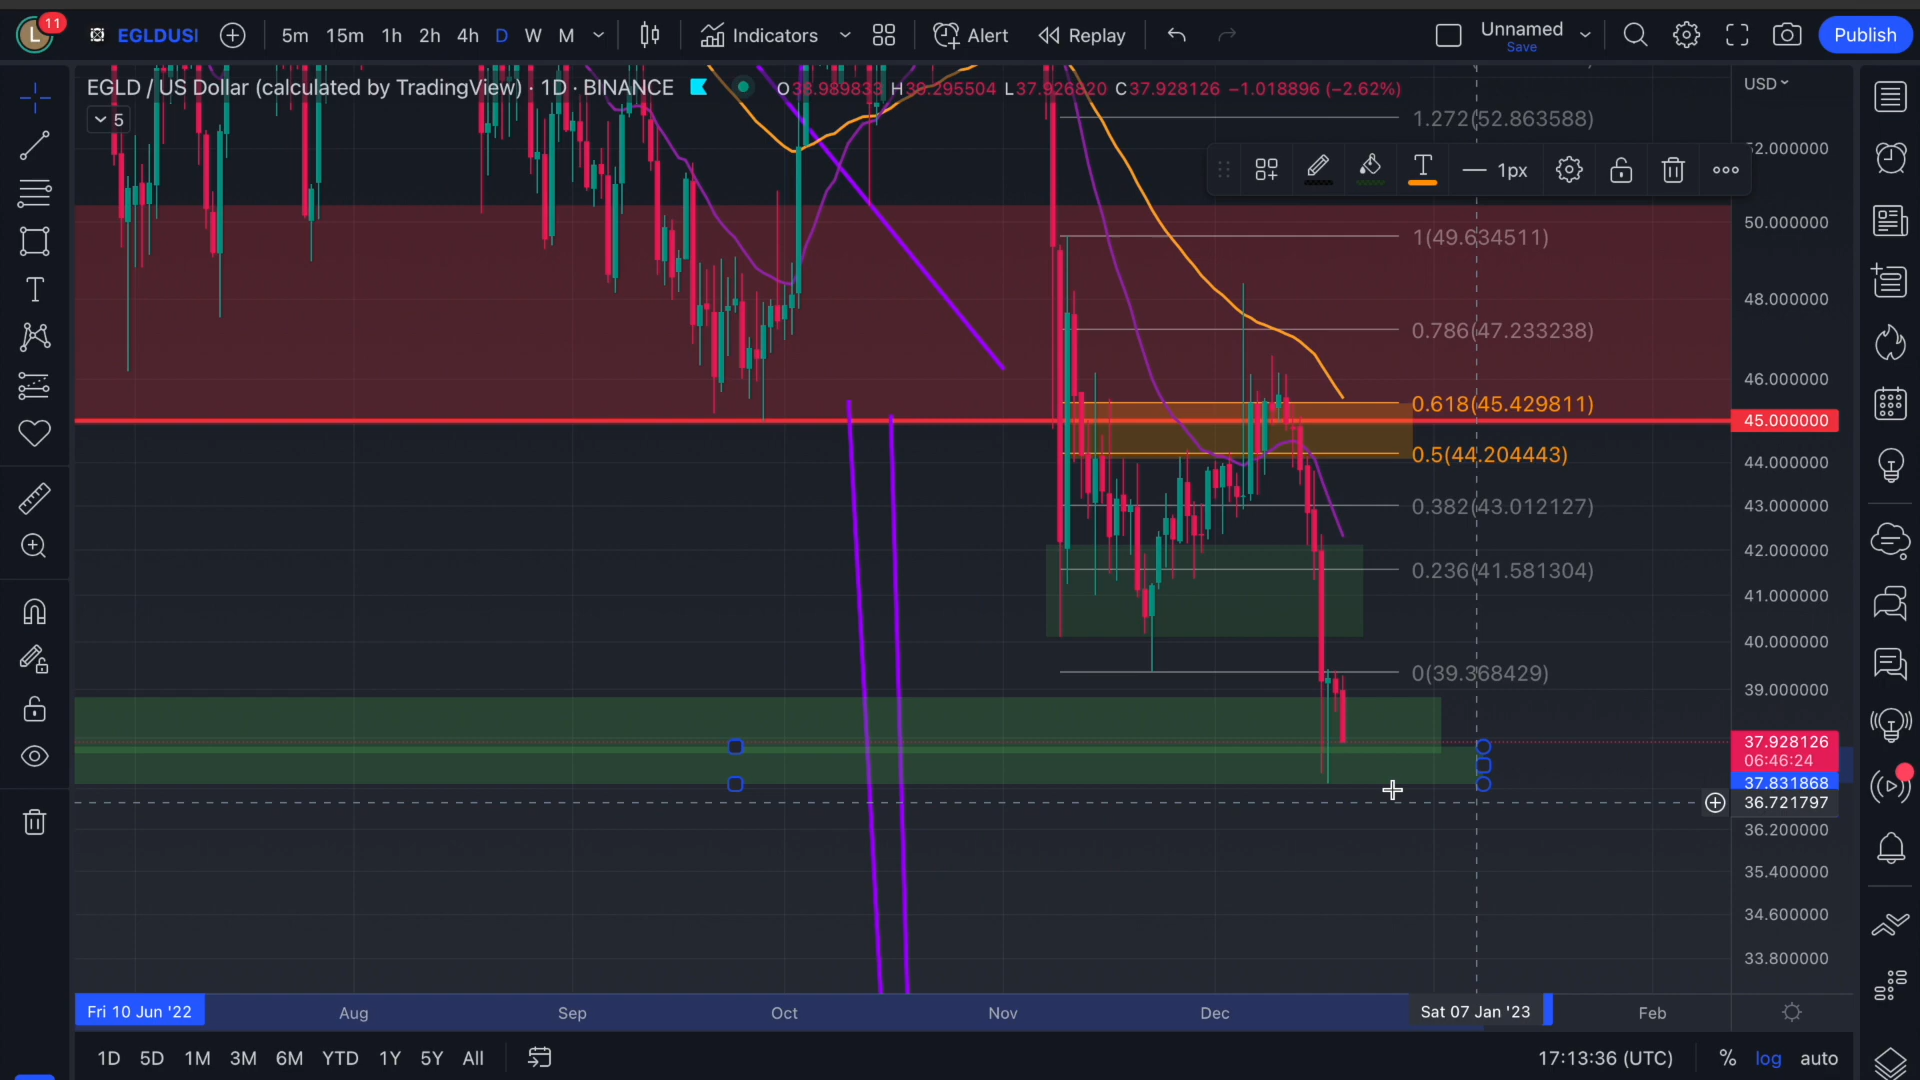 L
11
EGLDUSI
5m 15m 1h 2h 4h D W M
Indicators
Alert
Replay
Unnamed
Save
Publish
EGLD / US Dollar (calculated by TradingView) · 1D · BINANCE
O38.989833 H39.295504 L37.926820 C37.928126 −1.018896 (−2.62%)
5
USD
1.272(52.863588)
52.000000
T
1px
50.000000
1(49.634511)
48.000000
0.786(47.233238)
46.000000
0.618(45.429811)
45.000000
0.5(44.204443)
44.000000
0.382(43.012127)
43.000000
42.000000
0.236(41.581304)
41.000000
40.000000
0(39.368429)
39.000000
37.928126
06:46:24
37.831868
36.721797
36.200000
35.400000
34.600000
33.800000
Fri 10 Jun '22
Aug
Sep
Oct
Nov
Dec
Sat 07 Jan '23
Feb
1D 5D 1M 3M 6M YTD 1Y 5Y All
17:13:36 (UTC)
% log auto